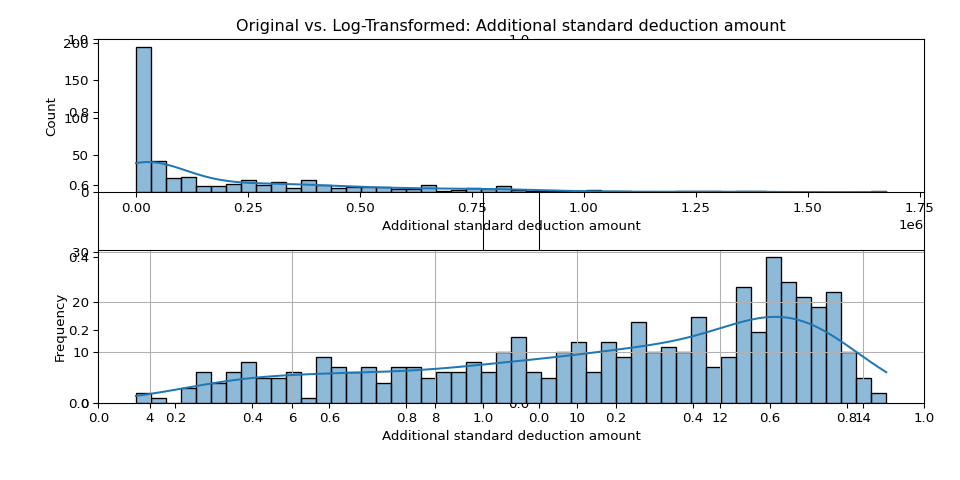 Original vs. Log-Transformed: Additional standard deduction amount
1.0 1.0
200
150
0.8
100
50
0.6
0
Count
0.00 0.25 0.50 0.75 1.00 1.25 1.50 1.75
1e6
Additional standard deduction amount
30
0.4
20
0.2
10
0.0
Frequency
0.0
0.0 4 0.2 0.4 6 0.6 0.8 8 1.0 0.0 10 0.2 0.4 12 0.6 0.8 14 1.0
Additional standard deduction amount